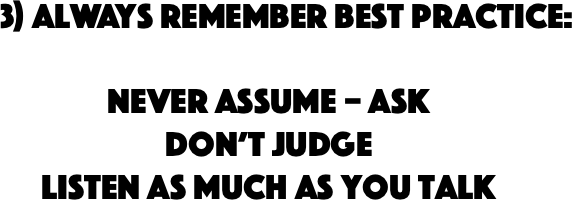 3) ALWAYS REMEMBER BEST PRACTICE:
NEVER ASSUME – ASK
DON'T JUDGE
LISTEN AS MUCH AS YOU TALK